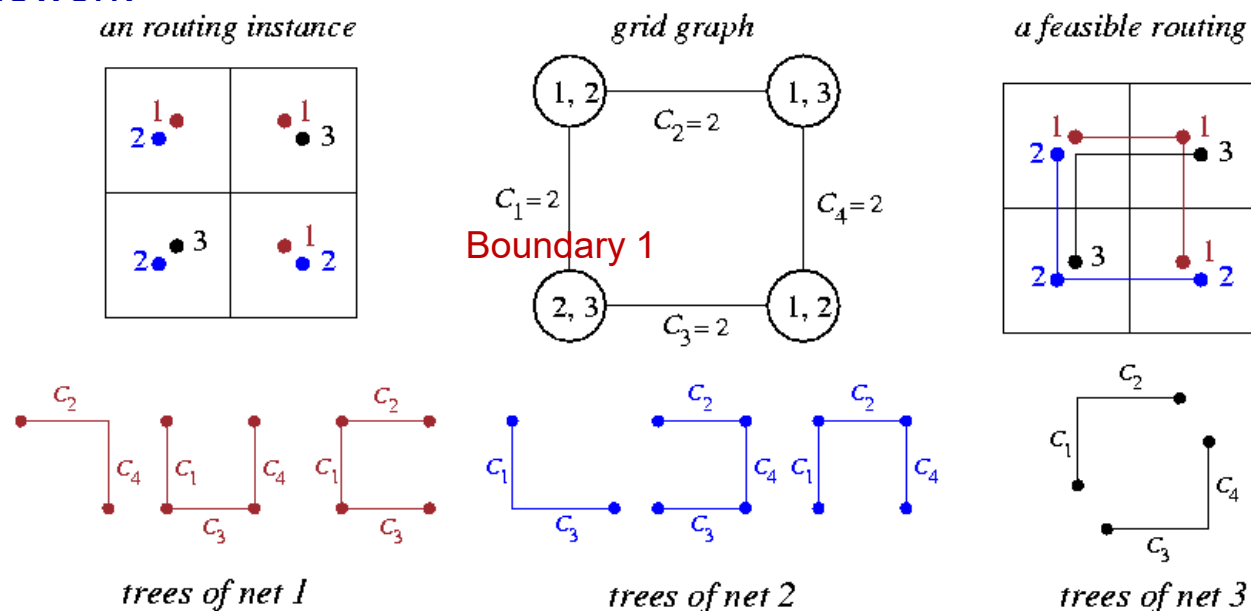 an routing instance
grid graph
a feasible routing
1
1
2
3
3
1
2
2
1, 2
1, 3
C2=2
C1=2
C4=2
Boundary 1
2, 3
1, 2
C3=2
1
1
2
3
3
1
2
2
C2
C4
C1
C4
C3
C2
C1
C3
C1
C3
C2
C4
C3
C2
C1
C4
C2
C1
C4
C3
trees of net 1
trees of net 2
trees of net 3